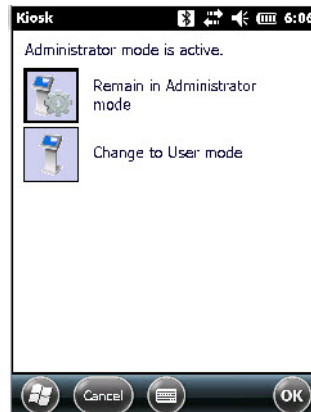 Kiosk 6:06
Administrator mode is active.
Remain in Administrator
mode
Change to User mode
Cancel OK